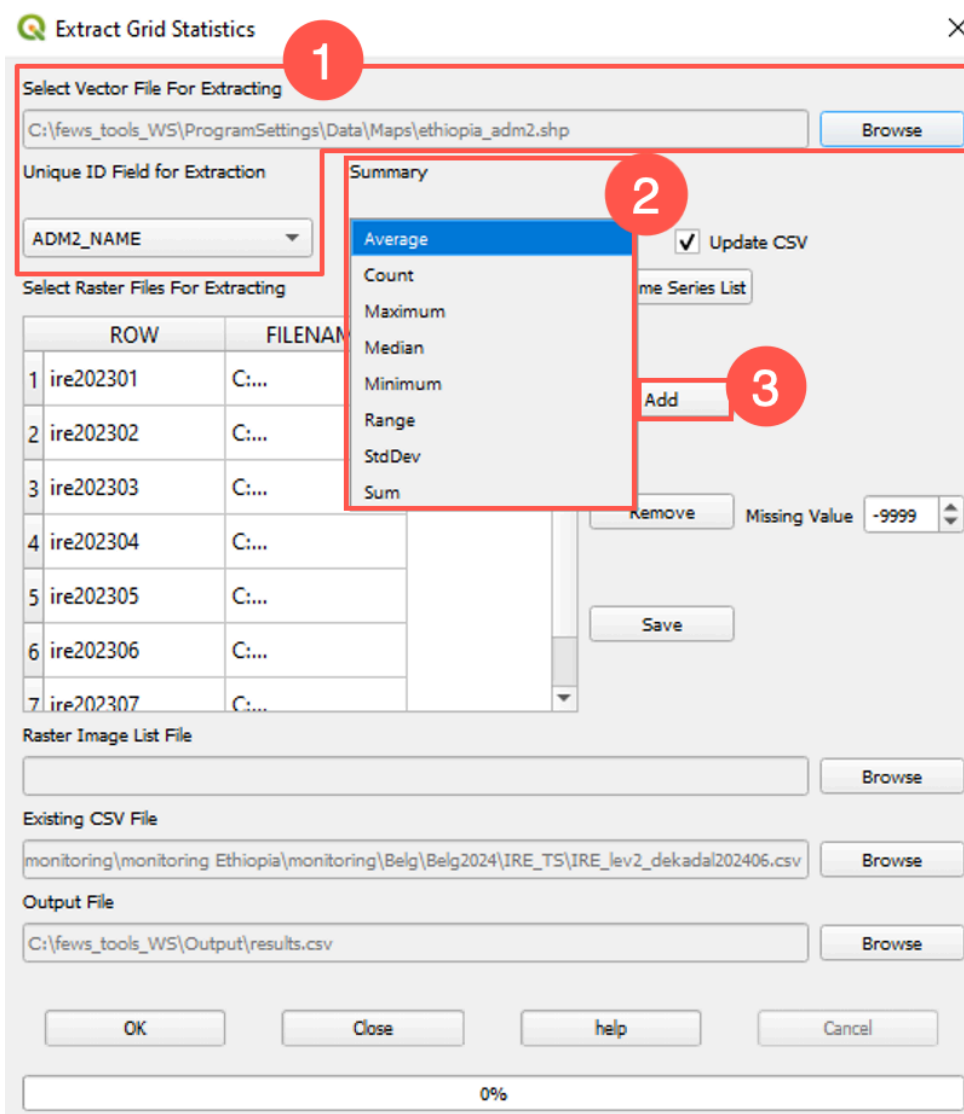 Extract Grid Statistics
1
Select Vector File For Extracting
C:\fews_tools_WS\ProgramSettings\Data\Maps\ethiopia_adm2.shp
Browse
Unique ID Field for Extraction
Summary
2
ADM2_NAME
Average
Update CSV
Count
Maximum
Median
Minimum
Range
StdDev
Sum
Select Raster Files For Extracting
me Series List
ROW FILENAM
1 ire202301 C:...
2 ire202302 C:...
3 ire202303 C:...
4 ire202304 C:...
5 ire202305 C:...
6 ire202306 C:...
7 ire202307 C:...
Add
3
Remove
Missing Value -9999
Save
Raster Image List File
Browse
Existing CSV File
monitoring\monitoring Ethiopia\monitoring\Belg\Belg2024\IRE_TS\IRE_lev2_dekadal202406.csv
Browse
Output File
C:\fews_tools_WS\Output\results.csv
Browse
OK Close help Cancel
0%